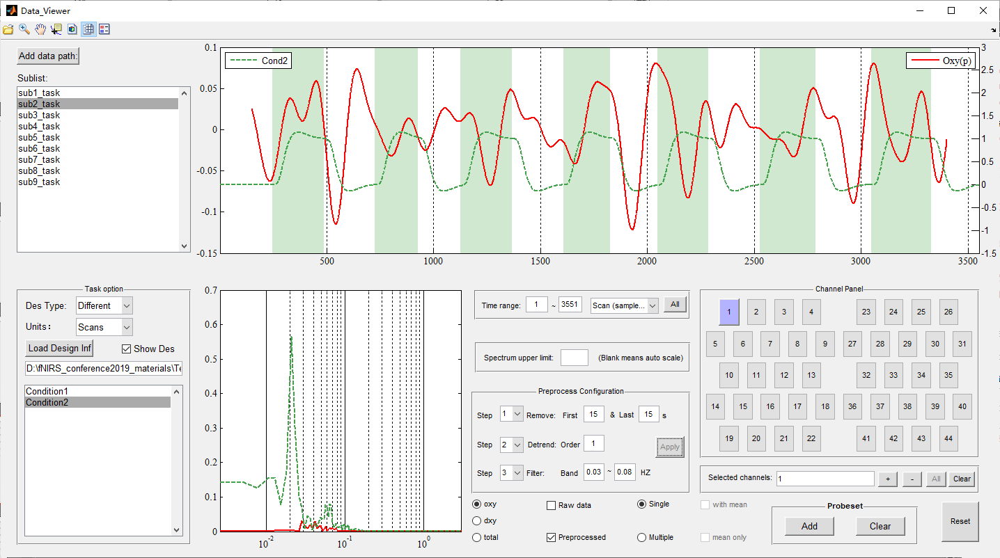 Data_Viewer
Add data path:
Sublist:
sub1_task
sub2_task
sub3_task
sub4_task
sub5_task
sub6_task
sub7_task
sub8_task
sub9_task
Cond2
Oxy(p)
0.1
0.05
0
-0.05
-0.1
-0.15
3
2.5
2
1.5
1
0.5
0
-0.5
-1
-1.5
500 1000 1500 2000 2500 3000 3500
Task option
Des Type: Different
Units: Scans
Load Design Inf Show Des
D:\fNIRS_conference2019_materials\Te
Condition1
Condition2
0.7
0.6
0.5
0.4
0.3
0.2
0.1
0
10-2 10-1 100
Time range: 1 ~ 3551 Scan (sample... All
Spectrum upper limit: (Blank means auto scale)
Preprocess Configuration
Step 1 Remove: First 15 & Last 15 s
Step 2 Detrend: Order 1
Apply
Step 3 Filter: Band 0.03 ~ 0.08 HZ
oxy Raw data Single with mean
dxy
total Preprocessed Multiple mean only
Channel Panel
1 2 3 4 23 24 25 26
5 6 7 8 9 27 28 29 30 31
10 11 12 13 32 33 34 35
14 15 16 17 18 36 37 38 39 40
19 20 21 22 41 42 43 44
Selected channels: 1 + - All Clear
Probeset
Add Clear
Reset